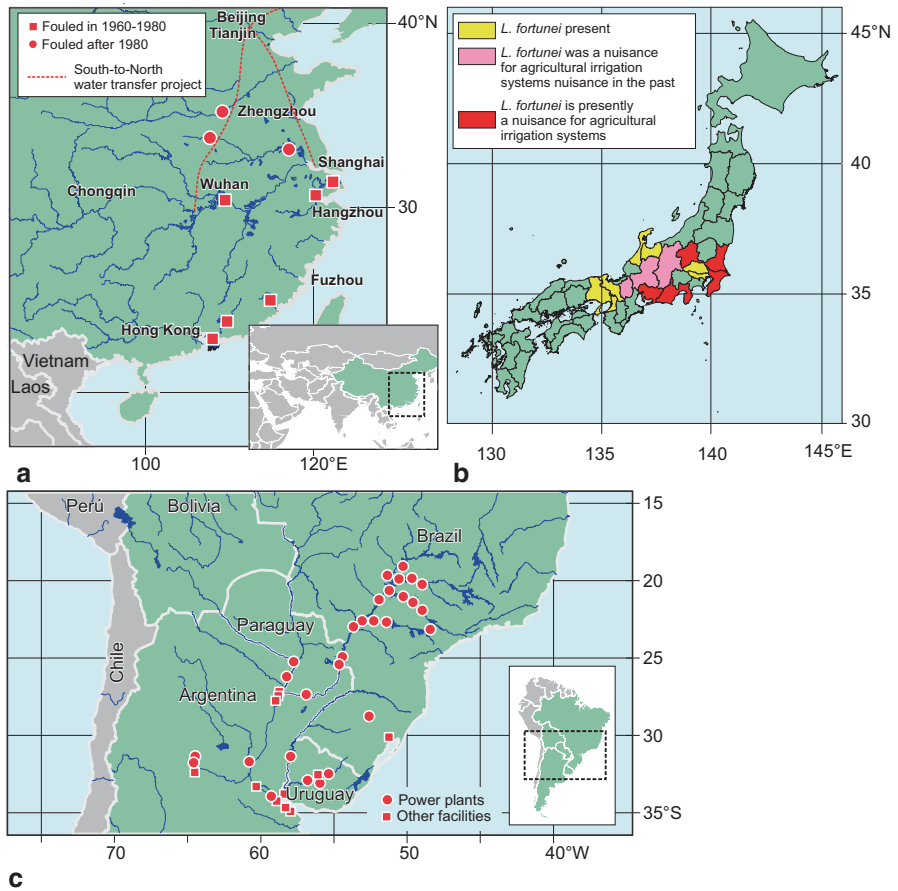 Beijing
Tianjin
40°N
Fouled in 1960-1980
Fouled after 1980
South-to-North
water transfer project
Zhengzhou
Shanghai
Chongqin
Wuhan
30
Hangzhou
Fuzhou
Hong Kong
Vietnam
Laos
100
120°E
a
L. fortunei present
L. fortunei was a nuisance
for agricultural irrigation
systems nuisance in the past
L. fortunei is presently
a nuisance for agricultural
irrigation systems
45°N
40
35
30
130
135
140
145°E
b
Perú
Bolivia
Brazil
15
20
Paraguay
Chile
25
Argentina
30
Uruguay
Power plants
Other facilities
35°S
70
60
50
40°W
c